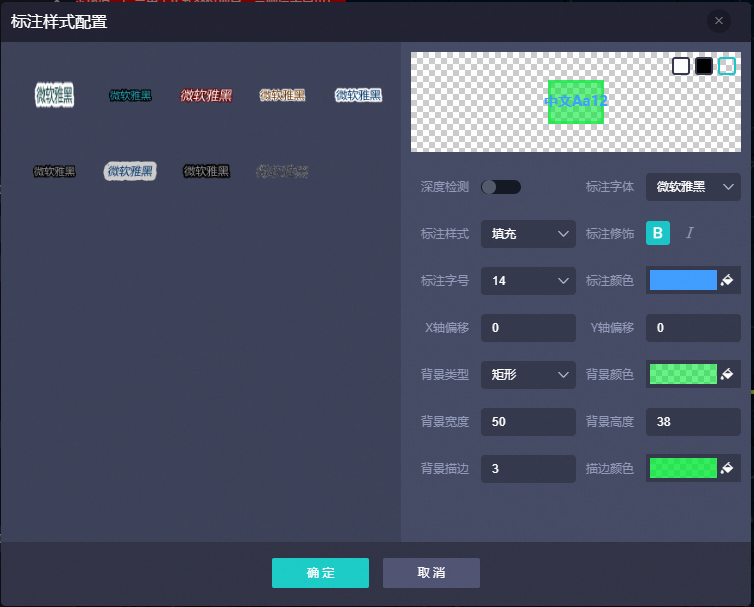 标注样式配置
微软雅黑 微软雅黑 微软雅黑 微软雅黑 微软雅黑
微软雅黑 微软雅黑 微软雅黑 微软雅黑
中文Aa12
深度检测 标注字体 微软雅黑
标注样式 填充 标注修饰 B I
标注字号 14 标注颜色
X轴偏移 0 Y轴偏移 0
背景类型 矩形 背景颜色
背景宽度 50 背景高度 38
背景描边 3 描边颜色
确定 取消